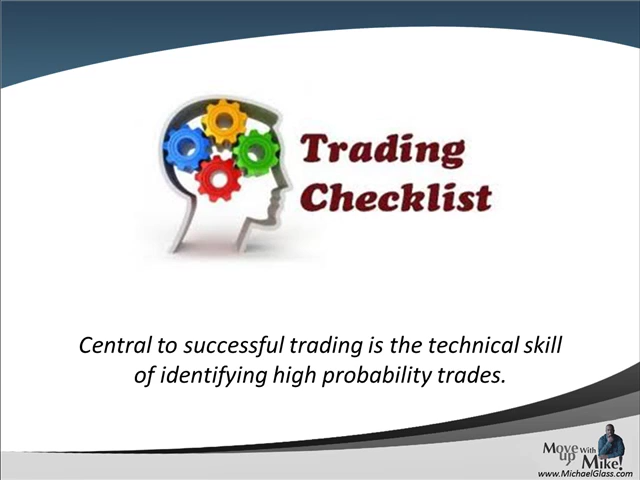 Trading
Checklist
Central to successful trading is the technical skill
of identifying high probability trades.
Move
up With
Mike!
www.MichaelGlass.com